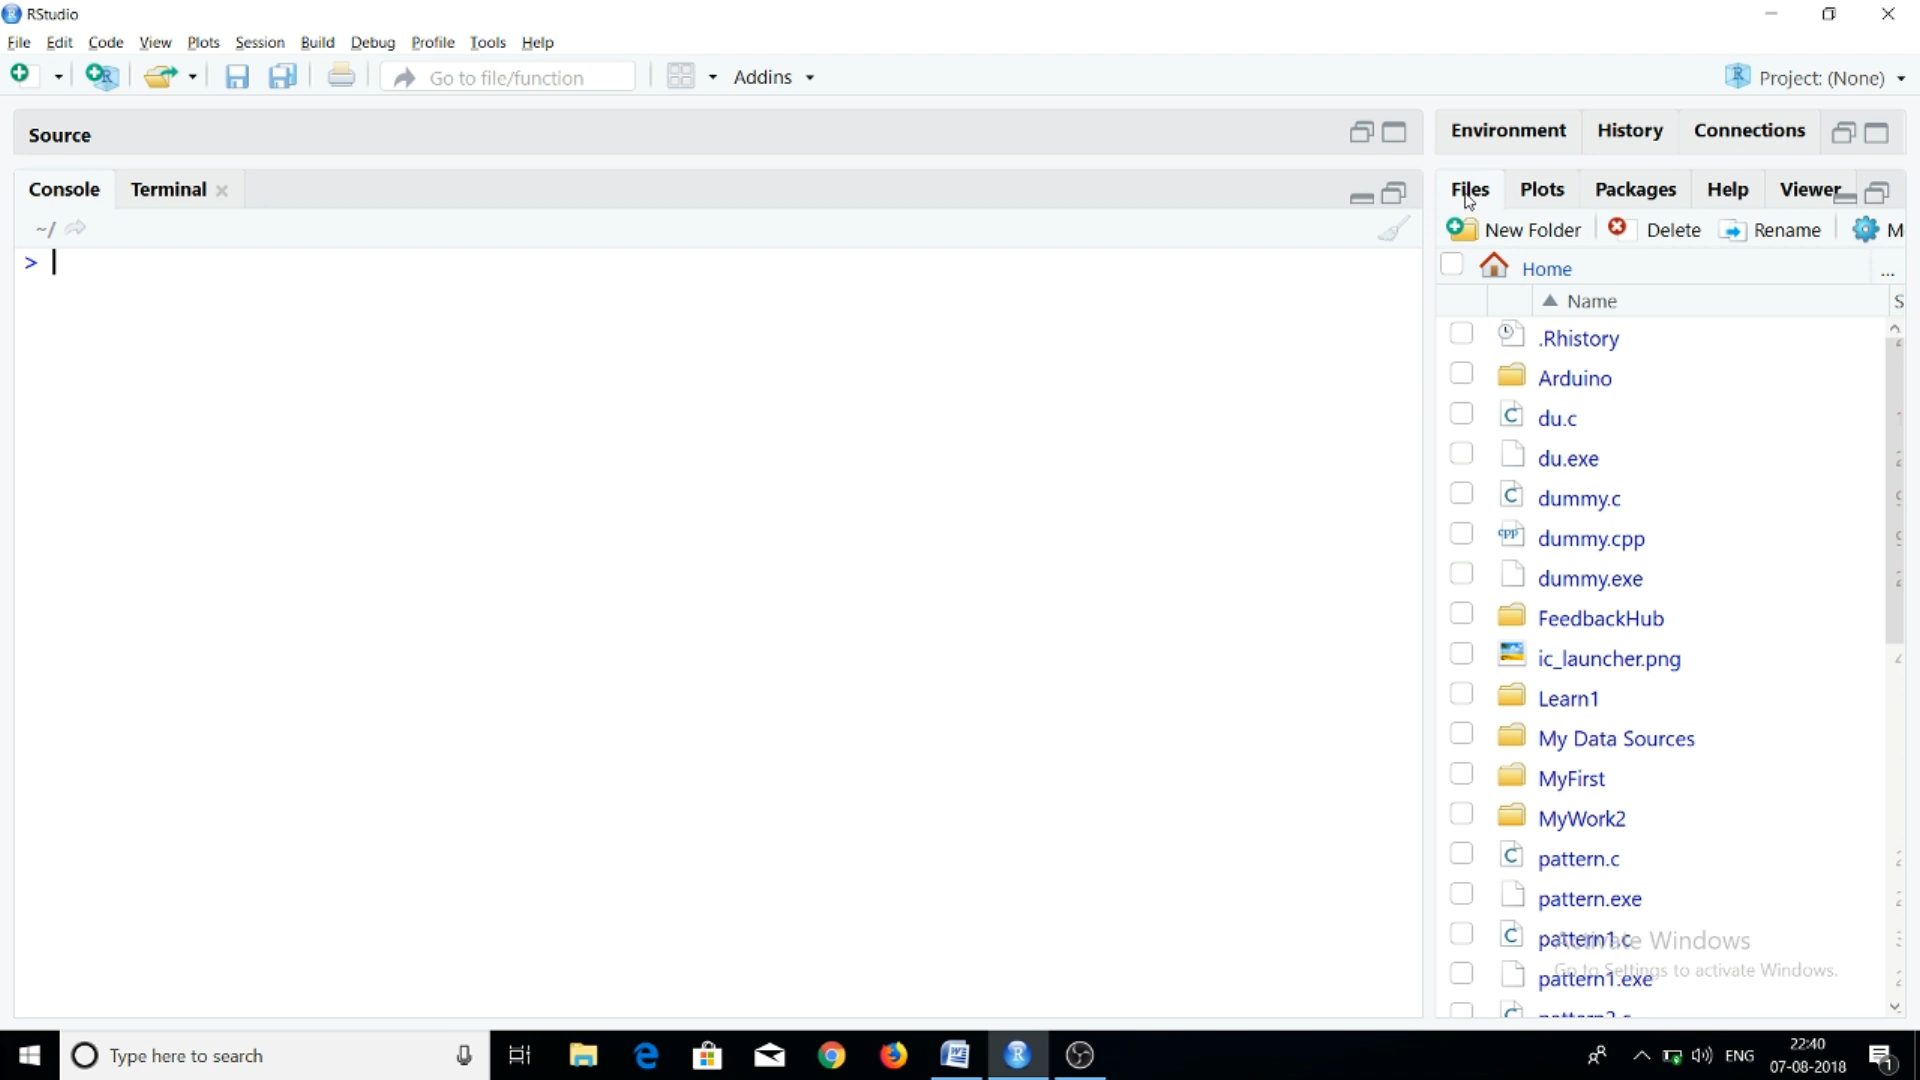 RStudio
File Edit Code View Plots Session Build Debug Profile Tools Help
Go to file/function Addins Project: (None)
Source
Environment History Connections
Console Terminal
Files Plots Packages Help Viewer
~/
New Folder Delete Rename M
>
Home ...
Name S
.Rhistory
Arduino
du.c
du.exe
dummy.c
dummy.cpp
dummy.exe
FeedbackHub
ic_launcher.png
Learn1
My Data Sources
MyFirst
MyWork2
pattern.c
pattern.exe
pattern1.c
Activate Windows
Go to Settings to activate Windows.
pattern1.exe
Type here to search
ENG
22:40
07-08-2018
1